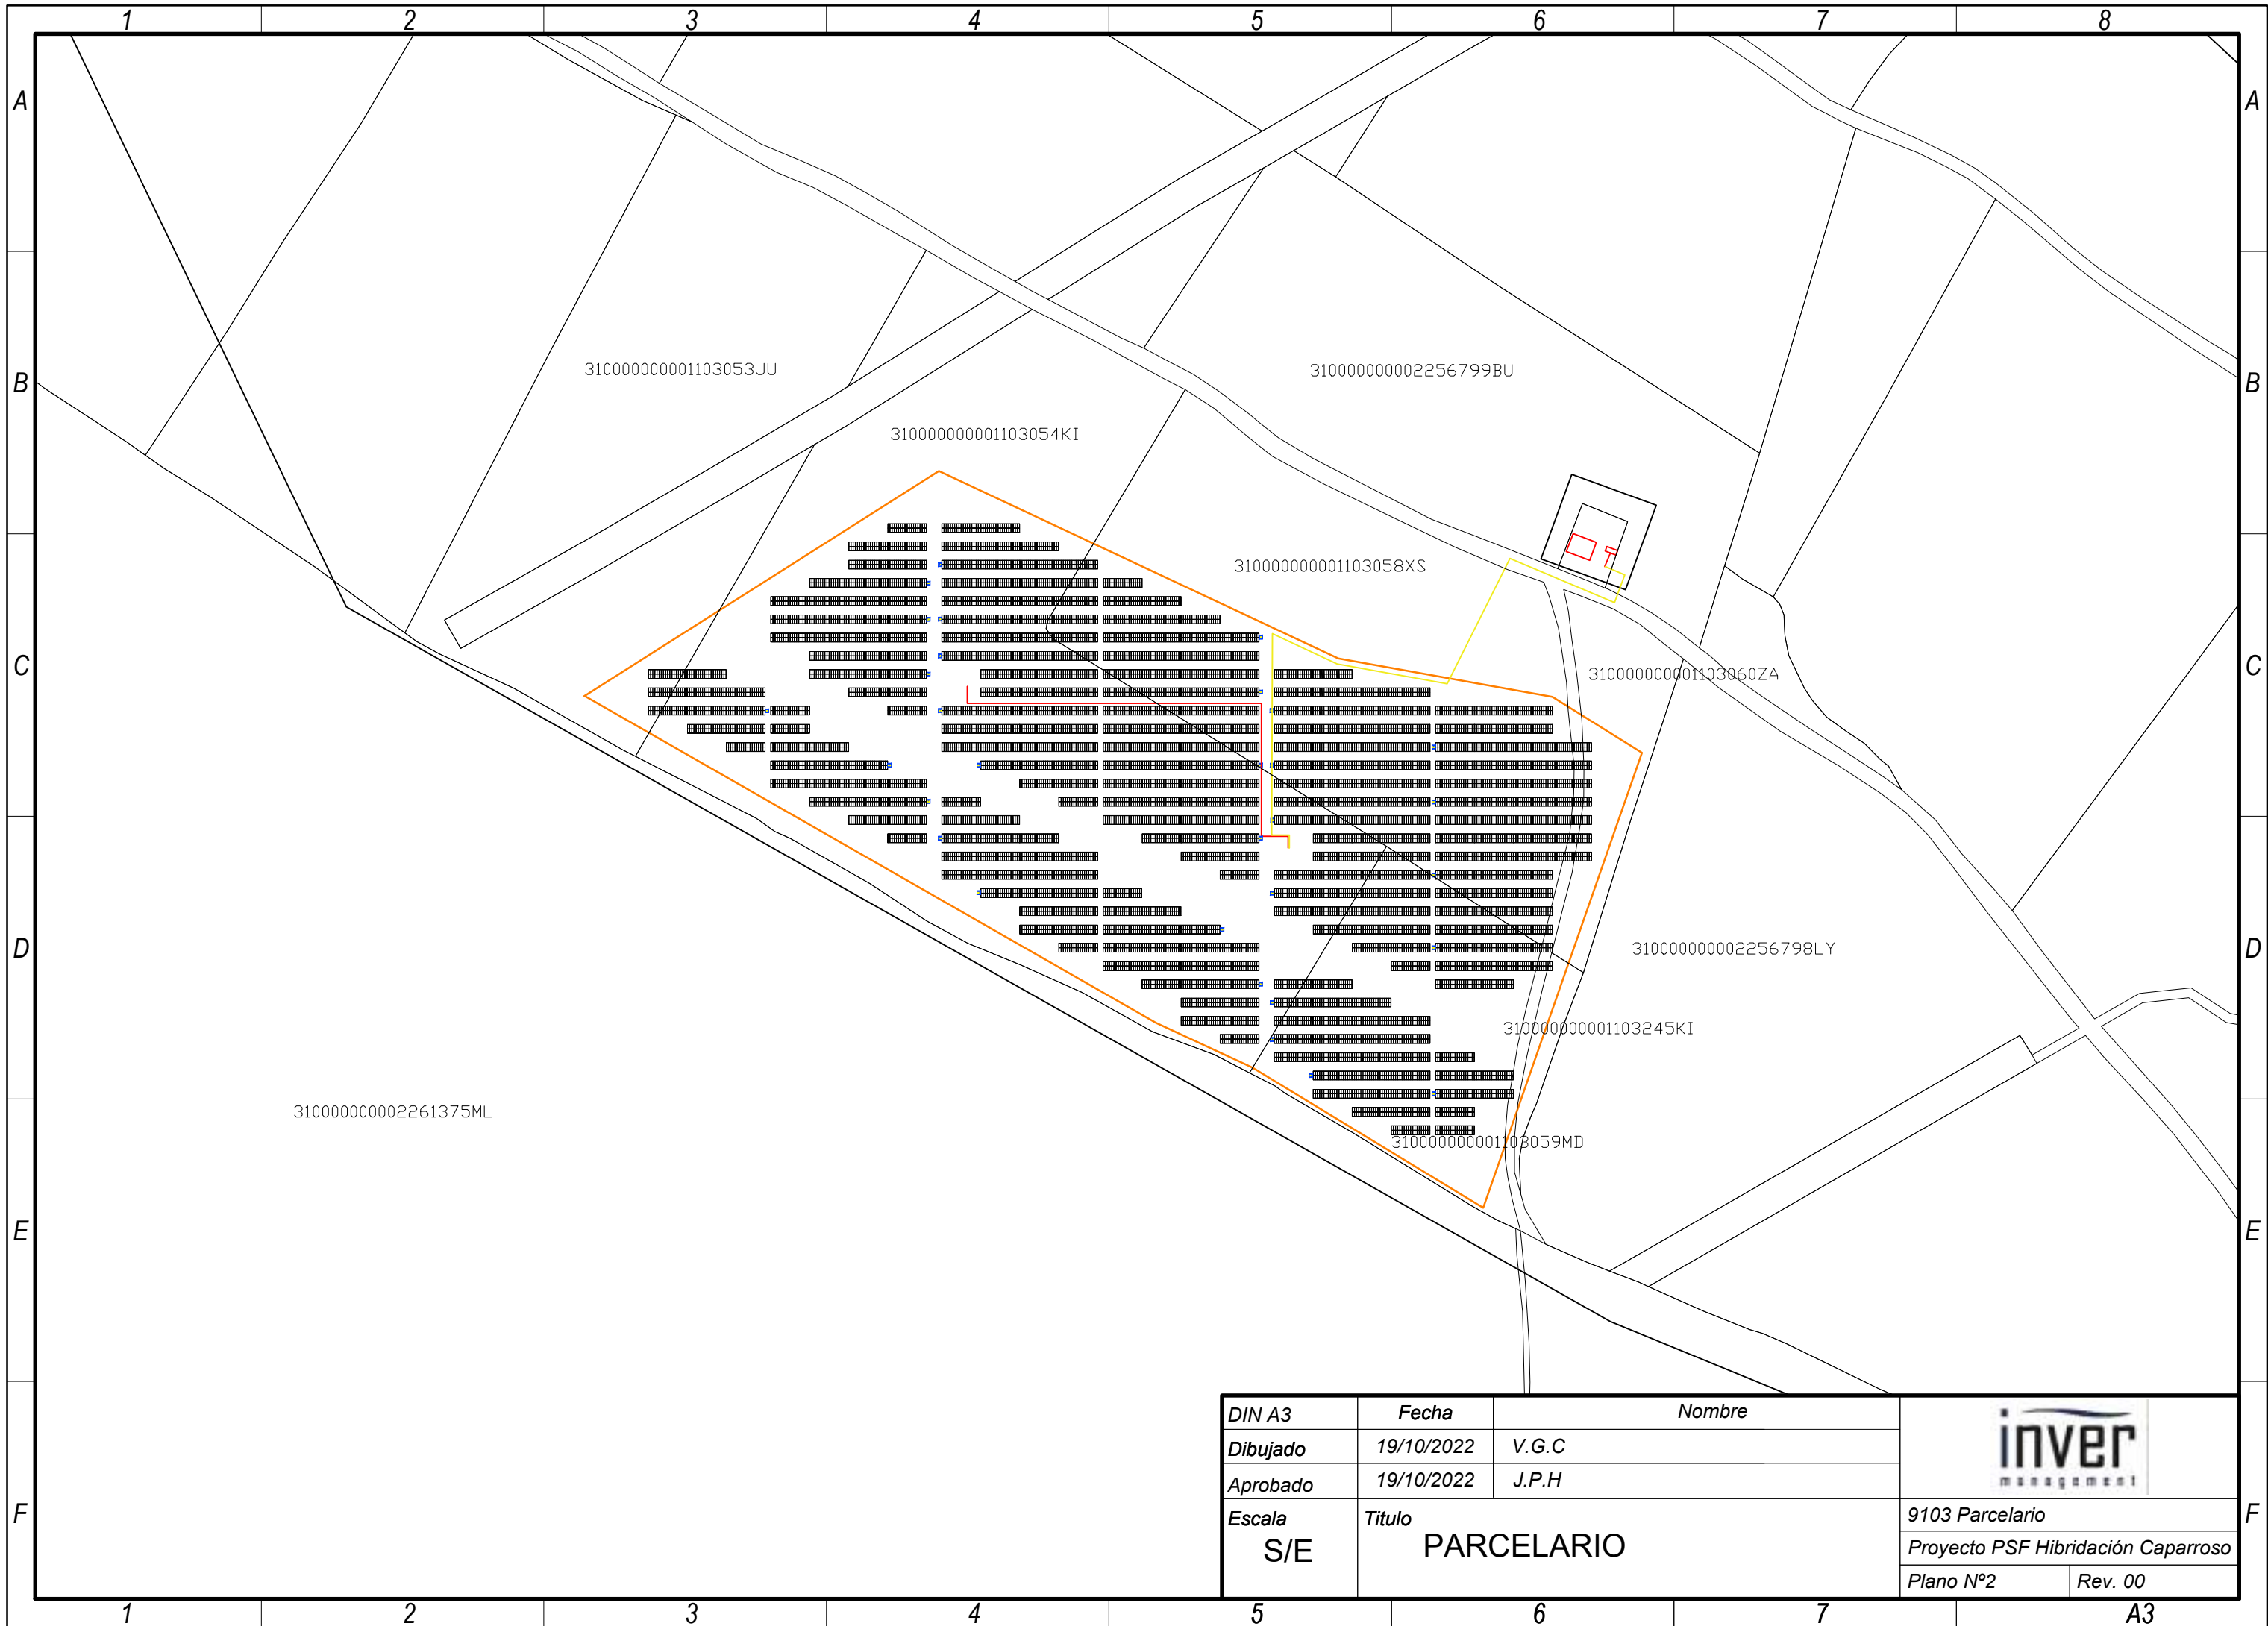 1 2 3 4 5 6 7 8
A A
B B
C C
D D
E E
F F
310000000001103053JU
310000000002256799BU
310000000001103054KI
310000000001103058XS
310000000001103060ZA
310000000002256798LY
310000000001103245KI
310000000002261375ML
310000000001103059MD
DIN A3 Fecha Nombre
Dibujado 19/10/2022 V.G.C
Aprobado 19/10/2022 J.P.H
Escala Titulo
S/E PARCELARIO
inver
management
9103 Parcelario
Proyecto PSF Hibridación Caparroso
Plano Nº2 Rev. 00
1 2 3 4 5 6 7 A3